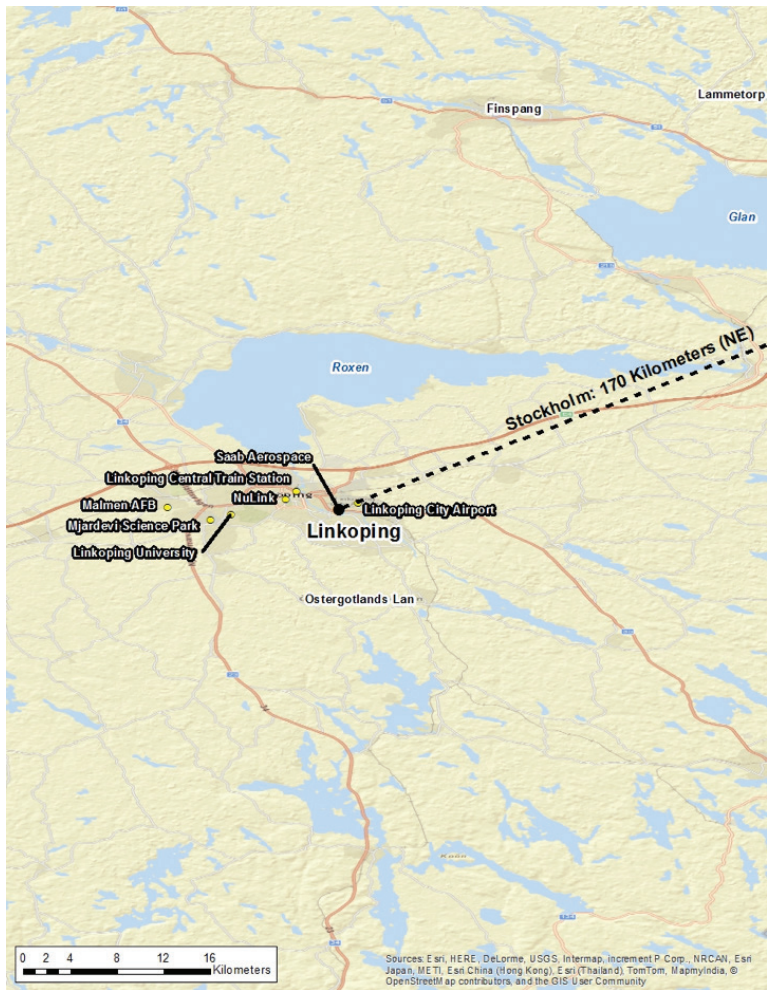 Lammetorp
Finspang
Glan
Stockholm: 170 Kilometers (NE)
Roxen
Saab Aerospace
Linkoping Central Train Station
NuLink
Malmen AFB
Linkoping City Airport
Mjardevi Science Park
Linkoping
Linkoping University
Ostergotlands Lan
0 2 4 8 12 16
Kilometers
Sources: Esri, HERE, DeLorme, USGS, Intermap, increment P Corp., NRCAN, Esri
Japan, METI, Esri China (Hong Kong), Esri (Thailand), TomTom, MapmyIndia, ©
OpenStreetMap contributors, and the GIS User Community